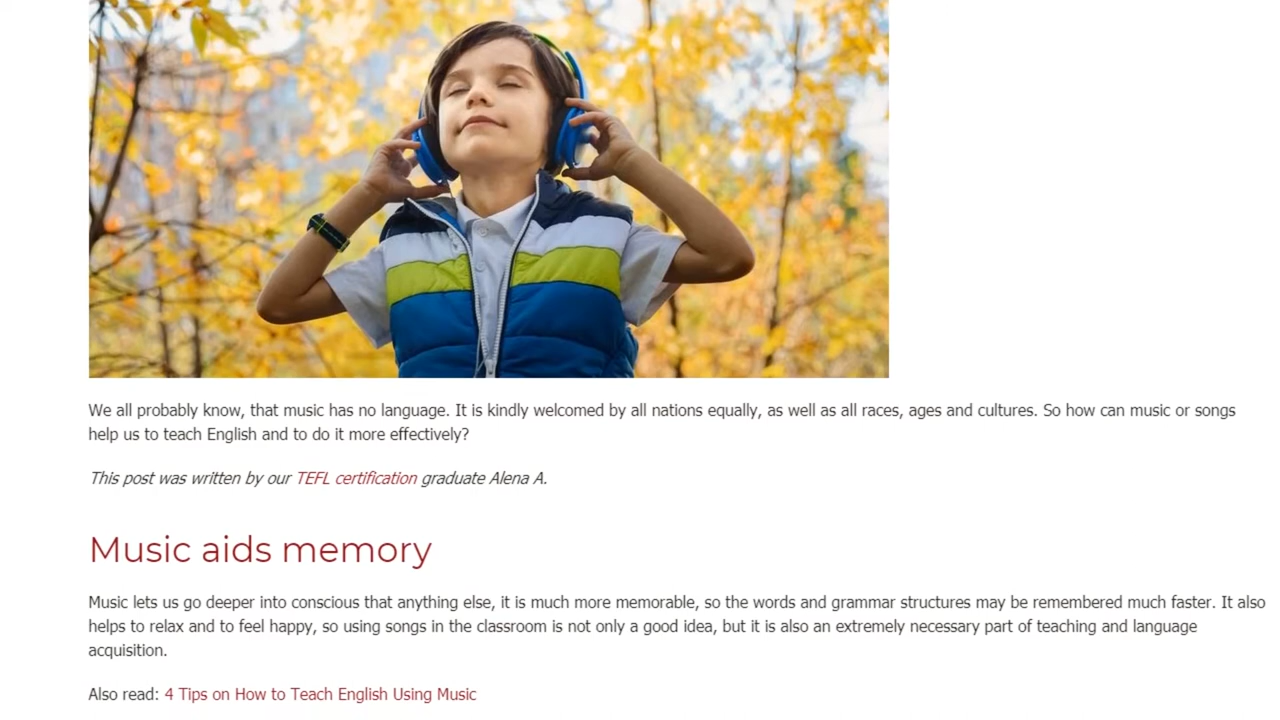 We all probably know, that music has no language. It is kindly welcomed by all nations equally, as well as all races, ages and cultures. So how can music or songs
help us to teach English and to do it more effectively?
This post was written by our TEFL certification graduate Alena A.
Music aids memory
Music lets us go deeper into conscious that anything else, it is much more memorable, so the words and grammar structures may be remembered much faster. It also
helps to relax and to feel happy, so using songs in the classroom is not only a good idea, but it is also an extremely necessary part of teaching and language
acquisition.
Also read: 4 Tips on How to Teach English Using Music